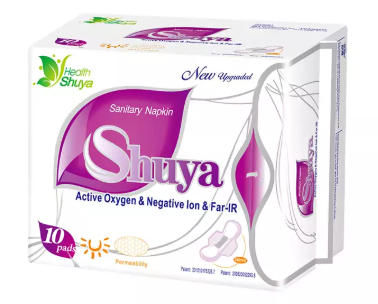 Health
Shuya
New Upgraded
Sanitary Napkin
Shuya
Active Oxygen & Negative Ion & Far-IR
10
pads
Permeability